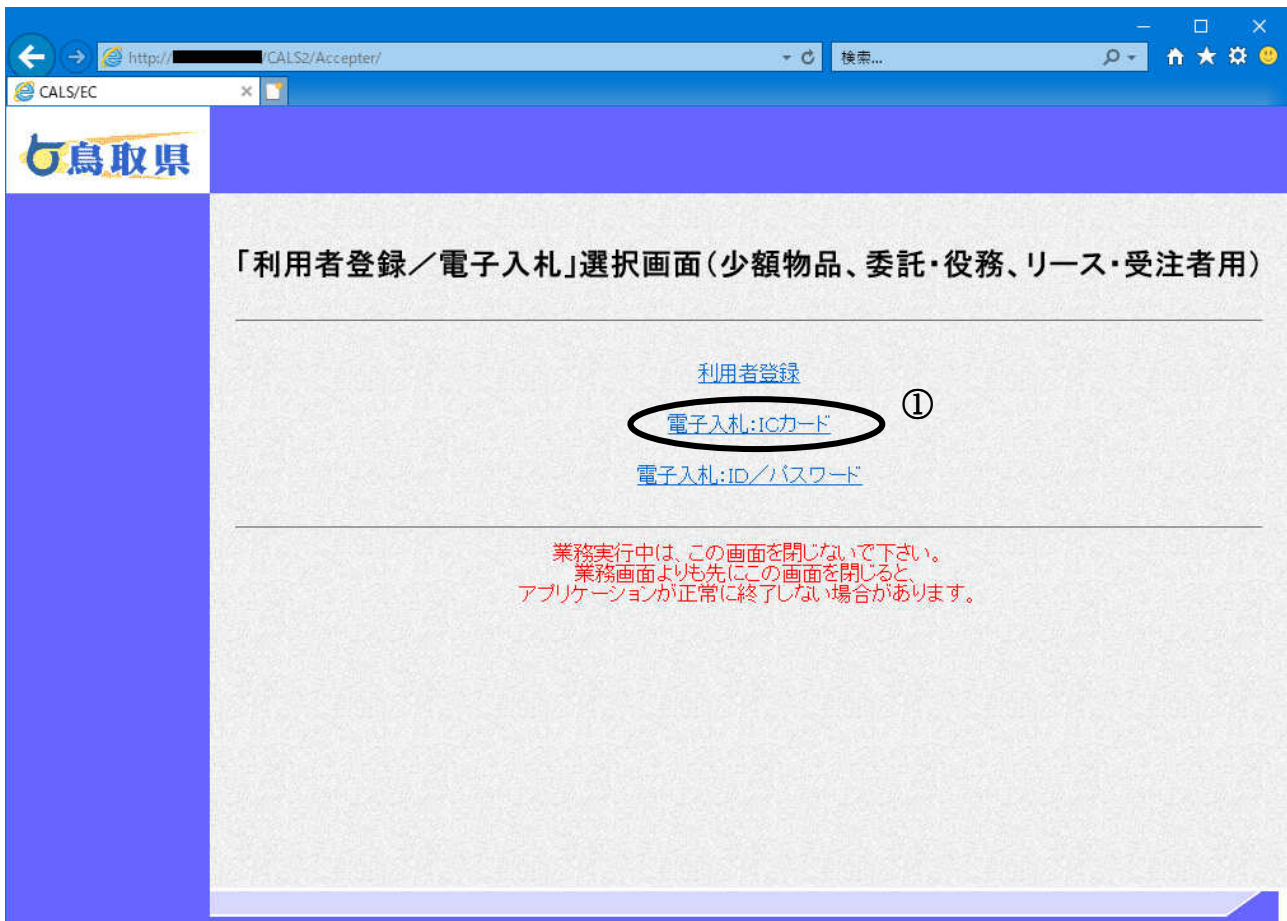 http://
/CALS2/Accepter/
検索...
CALS/EC
鳥取県
「利用者登録／電子入札」選択画面(少額物品、委託・役務、リース・受注者用)
利用者登録
電子入札:ICカード
①
電子入札:ID／パスワード
業務実行中は、この画面を閉じないで下さい。
業務画面よりも先にこの画面を閉じると、
アプリケーションが正常に終了しない場合があります。